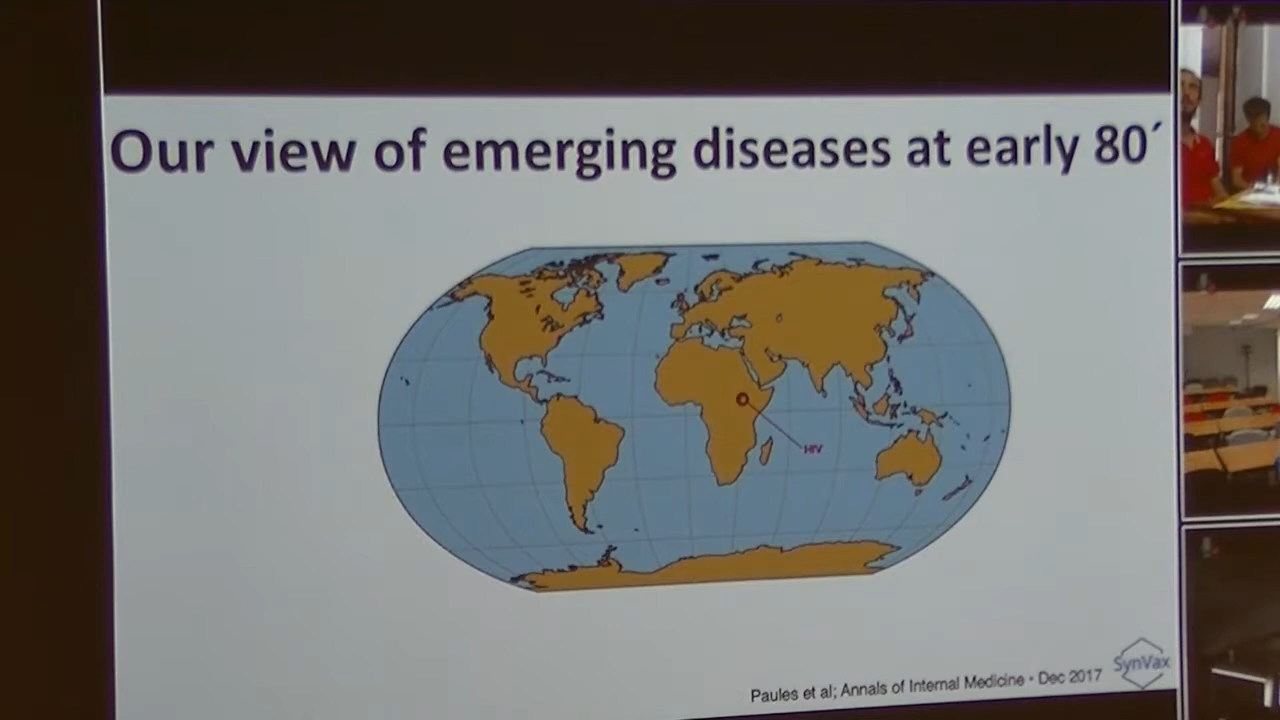 Our view of emerging diseases at early 80´
HIV
Paules et al; Annals of Internal Medicine • Dec 2017
SynVax